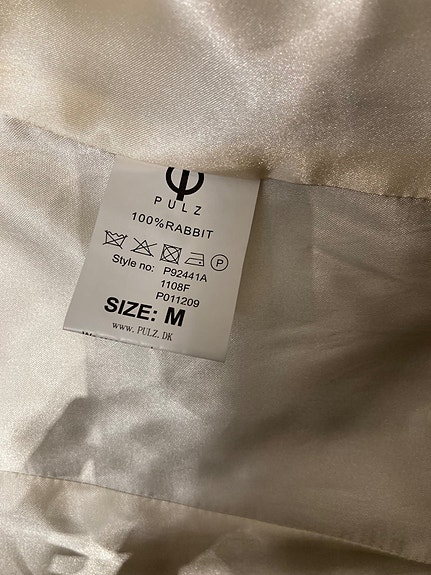 PULZ
100%RABBIT
P
Style no: P92441A
1108F
P011209
SIZE: M
www.PULZ.DK